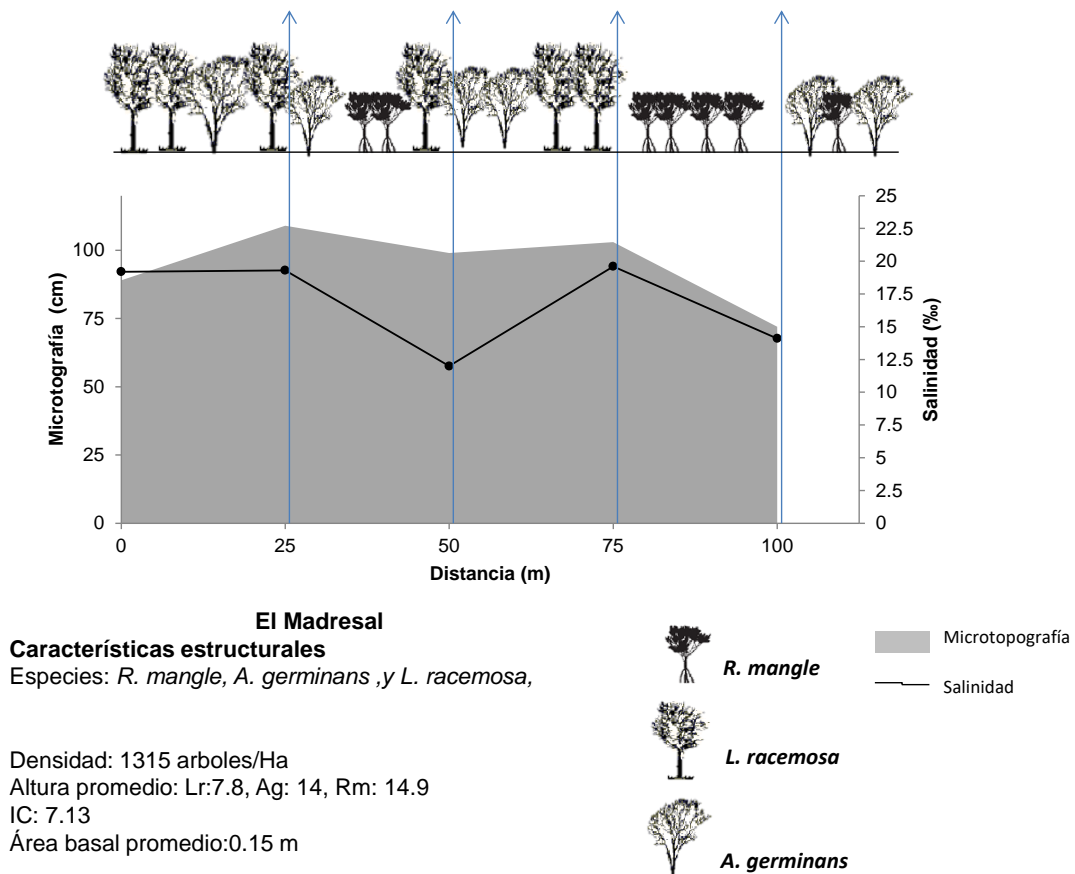 Microtografía (cm)
100
75
50
25
0
25
22.5
20
17.5
15
12.5
10
7.5
5
2.5
0
Salinidad (‰)
0 25 50 75 100
Distancia (m)
El Madresal
Características estructurales
Especies: R. mangle, A. germinans ,y L. racemosa,
Densidad: 1315 arboles/Ha
Altura promedio: Lr:7.8, Ag: 14, Rm: 14.9
IC: 7.13
Área basal promedio:0.15 m
R. mangle
L. racemosa
A. germinans
Microtopografía
Salinidad